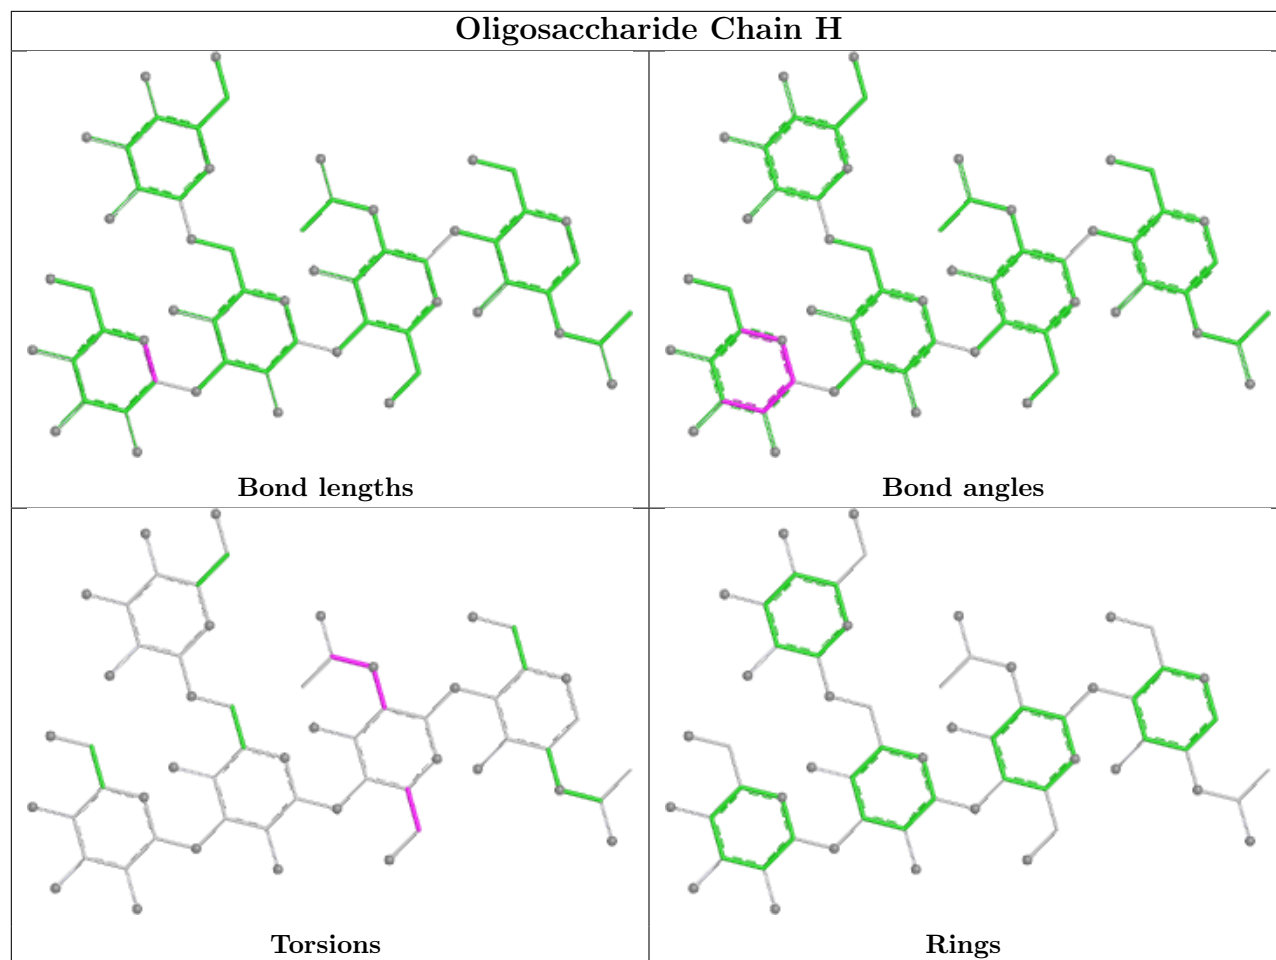 Oligosaccharide Chain H
Bond lengths
Bond angles
Torsions
Rings